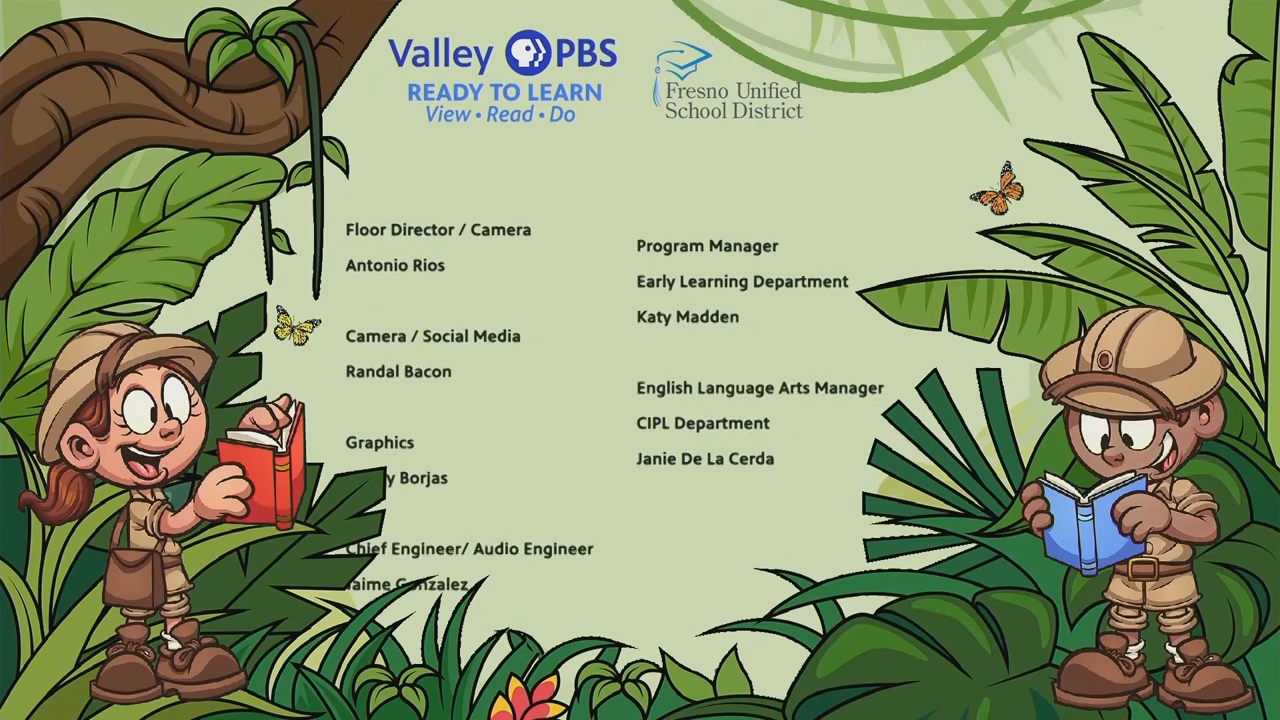 Valley PBS
READY TO LEARN
View • Read • Do
Fresno Unified
School District
Floor Director / Camera
Antonio Rios
Camera / Social Media
Randal Bacon
Graphics
Borjas
Chief Engineer/ Audio Engineer
Jaime Gonzalez
Program Manager
Early Learning Department
Katy Madden
English Language Arts Manager
CIPL Department
Janie De La Cerda